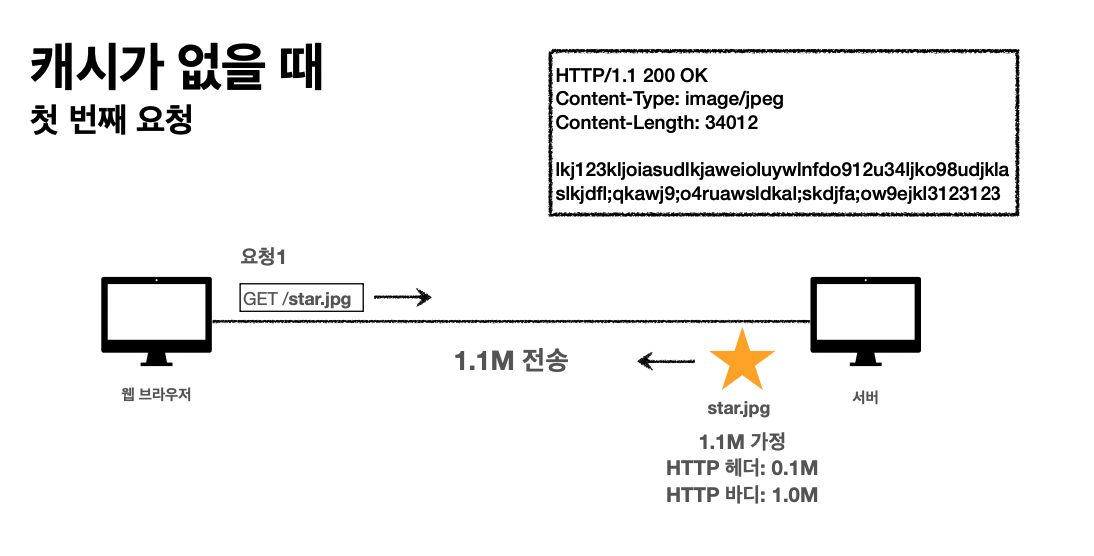 캐시가 없을 때
첫 번째 요청
HTTP/1.1 200 OK
Content-Type: image/jpeg
Content-Length: 34012
lkj123kljoiasudlkjaweioluywlnfdo912u34ljko98udjkla
slkjdfl;qkawj9;o4ruawsldkal;skdjfa;ow9ejkl3123123
요청1
GET /star.jpg
1.1M 전송
웹 브라우저
서버
star.jpg
1.1M 가정
HTTP 헤더: 0.1M
HTTP 바디: 1.0M